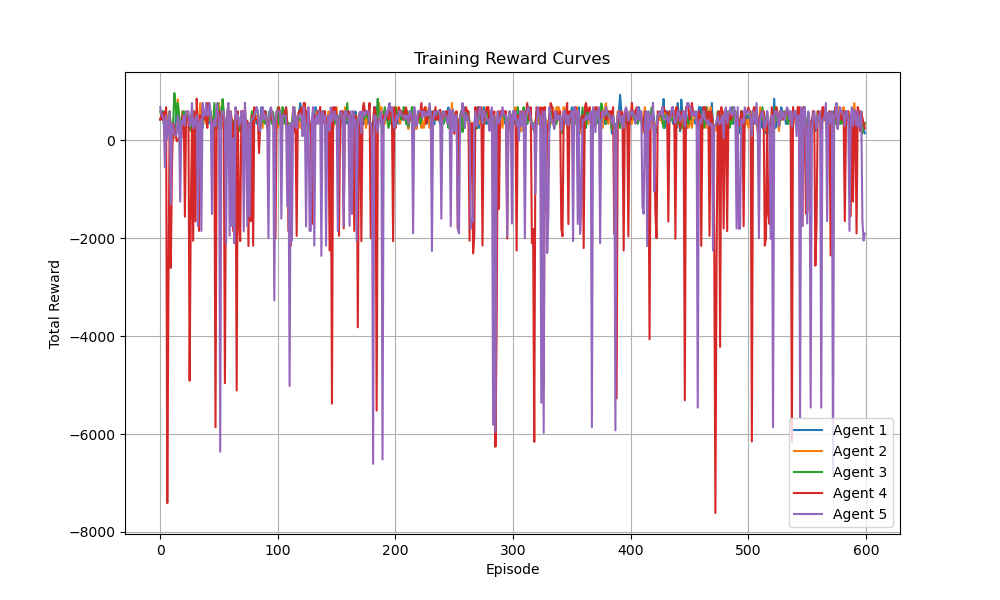 Training Reward Curves
Total Reward
0
−2000
−4000
−6000
−8000
0 100 200 300 400 500 600
Episode
Agent 1
Agent 2
Agent 3
Agent 4
Agent 5